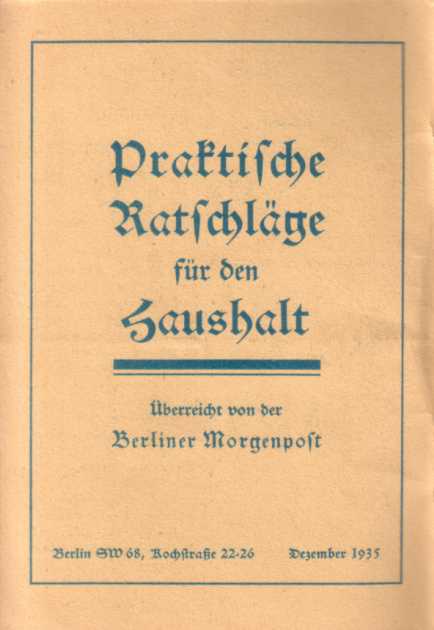 Praktische
Ratschläge
für den
Haushalt
Überreicht von der
Berliner Morgenpost
Berlin SW 68, Kochstraße 22-26 Dezember 1935